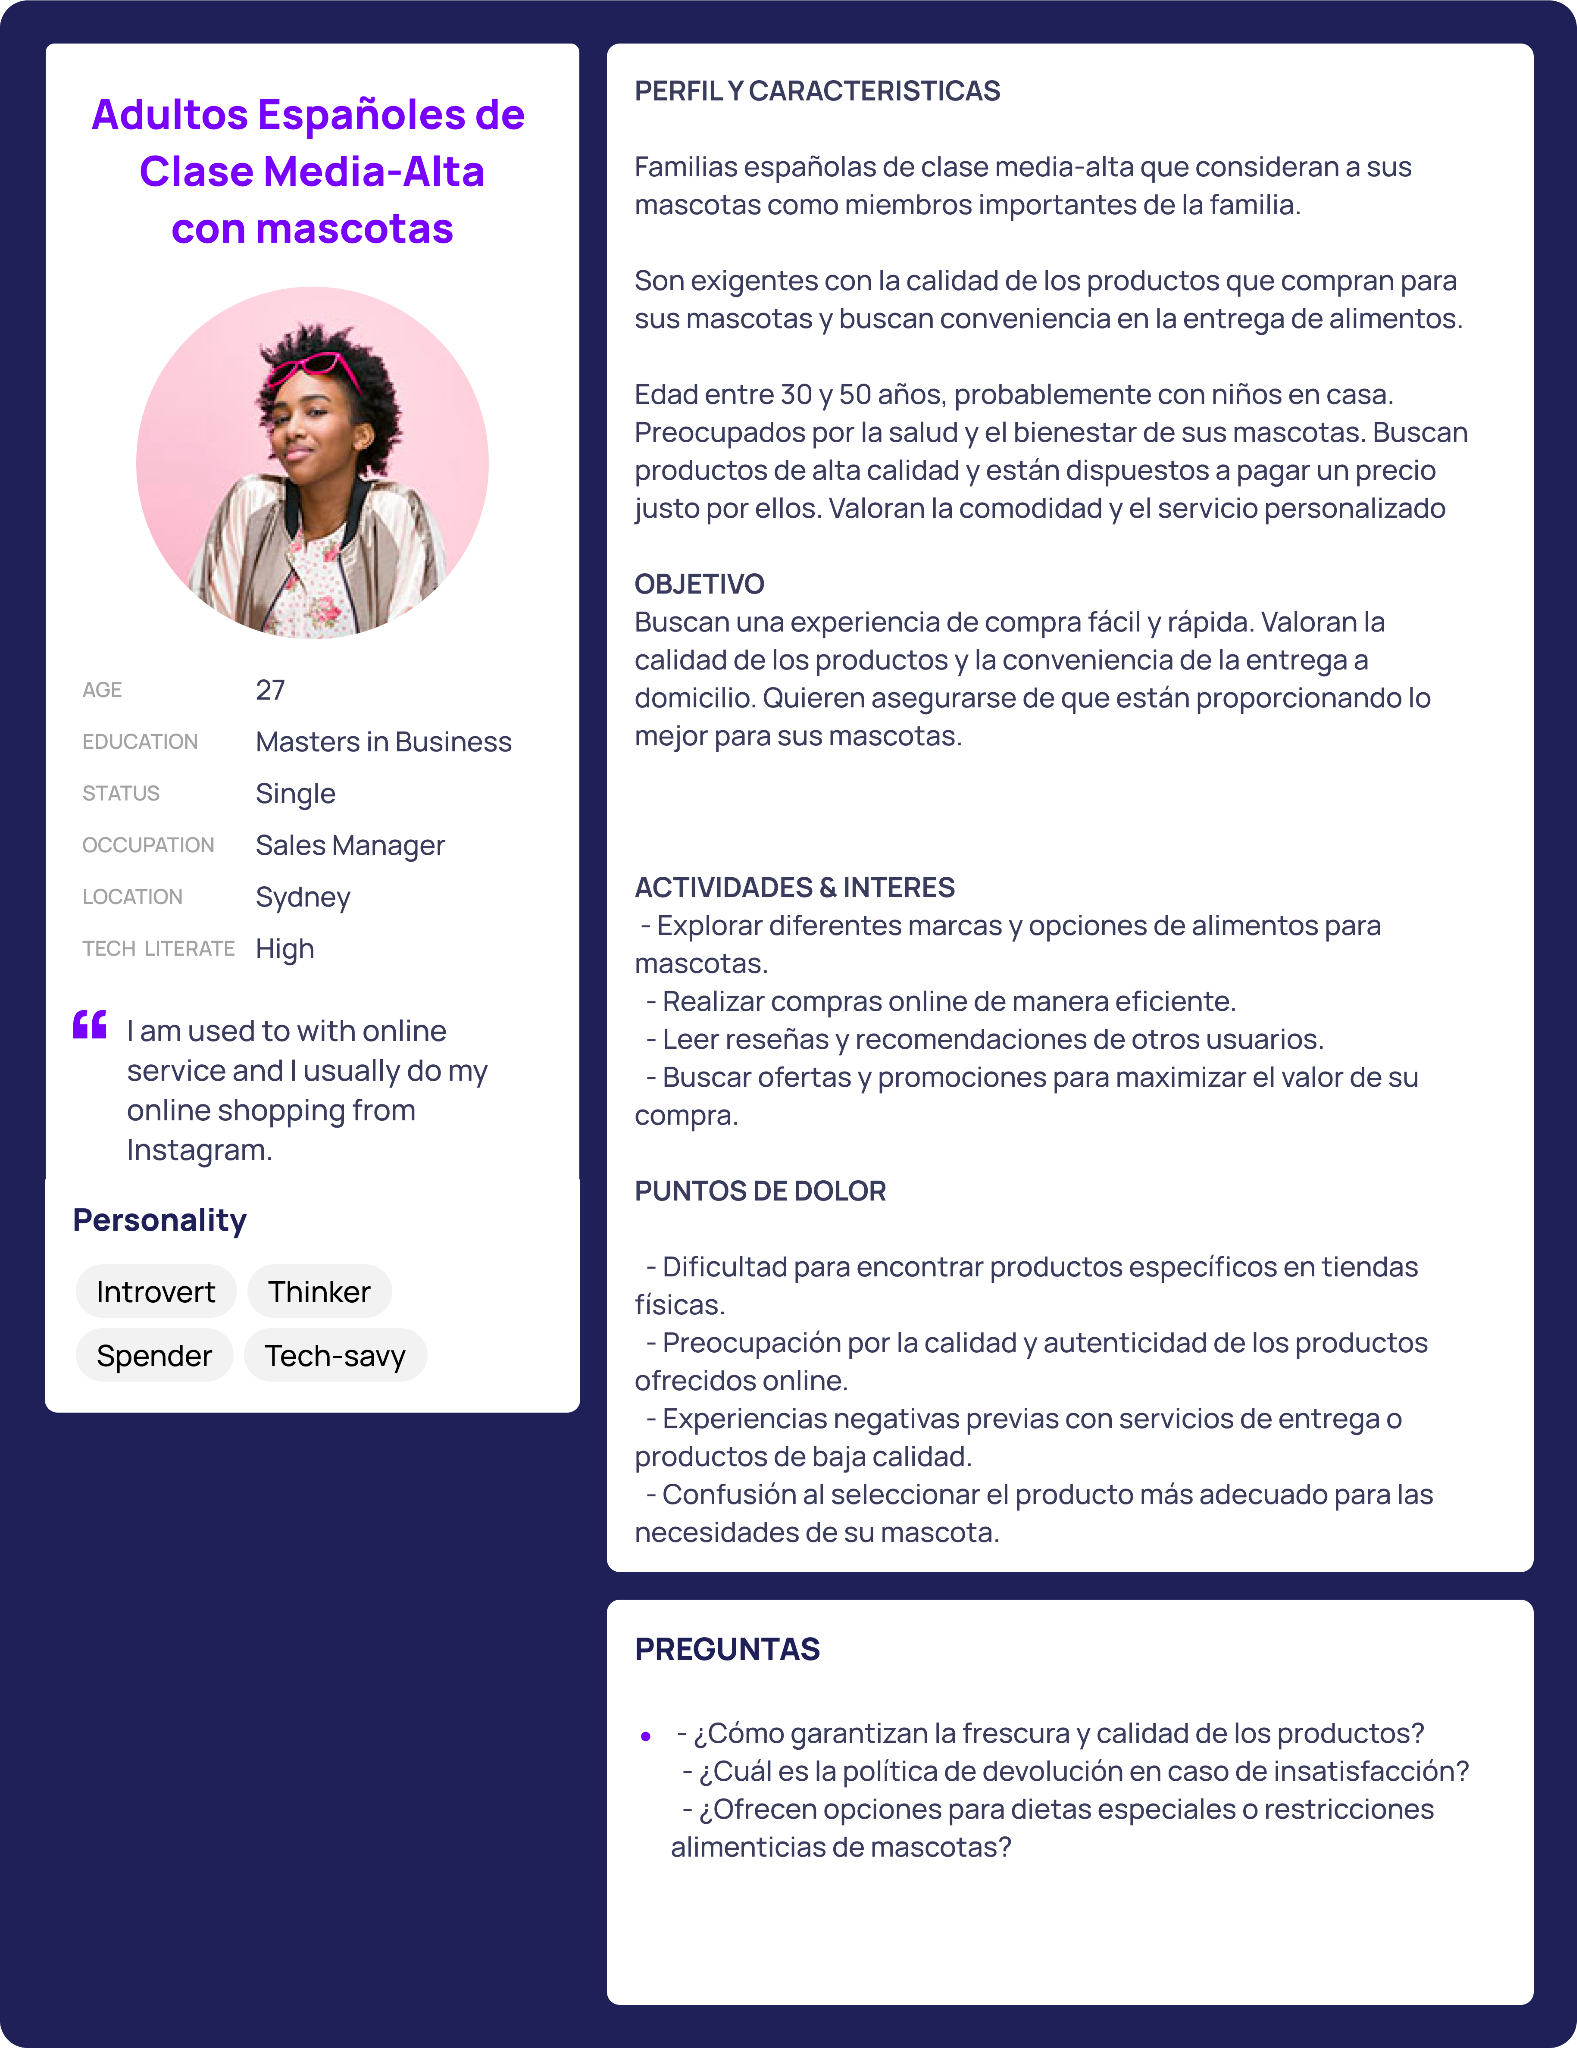 Adultos Españoles de
Clase Media-Alta
con mascotas
AGE 27
EDUCATION Masters in Business
STATUS Single
OCCUPATION Sales Manager
LOCATION Sydney
TECH LITERATE High
“ I am used to with online
service and I usually do my
online shopping from
Instagram.
Personality
Introvert Thinker
Spender Tech-savy
PERFIL Y CARACTERISTICAS
Familias españolas de clase media-alta que consideran a sus
mascotas como miembros importantes de la familia.
Son exigentes con la calidad de los productos que compran para
sus mascotas y buscan conveniencia en la entrega de alimentos.
Edad entre 30 y 50 años, probablemente con niños en casa.
Preocupados por la salud y el bienestar de sus mascotas. Buscan
productos de alta calidad y están dispuestos a pagar un precio
justo por ellos. Valoran la comodidad y el servicio personalizado
OBJETIVO
Buscan una experiencia de compra fácil y rápida. Valoran la
calidad de los productos y la conveniencia de la entrega a
domicilio. Quieren asegurarse de que están proporcionando lo
mejor para sus mascotas.
ACTIVIDADES & INTERES
- Explorar diferentes marcas y opciones de alimentos para
mascotas.
- Realizar compras online de manera eficiente.
- Leer reseñas y recomendaciones de otros usuarios.
- Buscar ofertas y promociones para maximizar el valor de su
compra.
PUNTOS DE DOLOR
- Dificultad para encontrar productos específicos en tiendas
físicas.
- Preocupación por la calidad y autenticidad de los productos
ofrecidos online.
- Experiencias negativas previas con servicios de entrega o
productos de baja calidad.
- Confusión al seleccionar el producto más adecuado para las
necesidades de su mascota.
PREGUNTAS
• - ¿Cómo garantizan la frescura y calidad de los productos?
- ¿Cuál es la política de devolución en caso de insatisfacción?
- ¿Ofrecen opciones para dietas especiales o restricciones
alimenticias de mascotas?